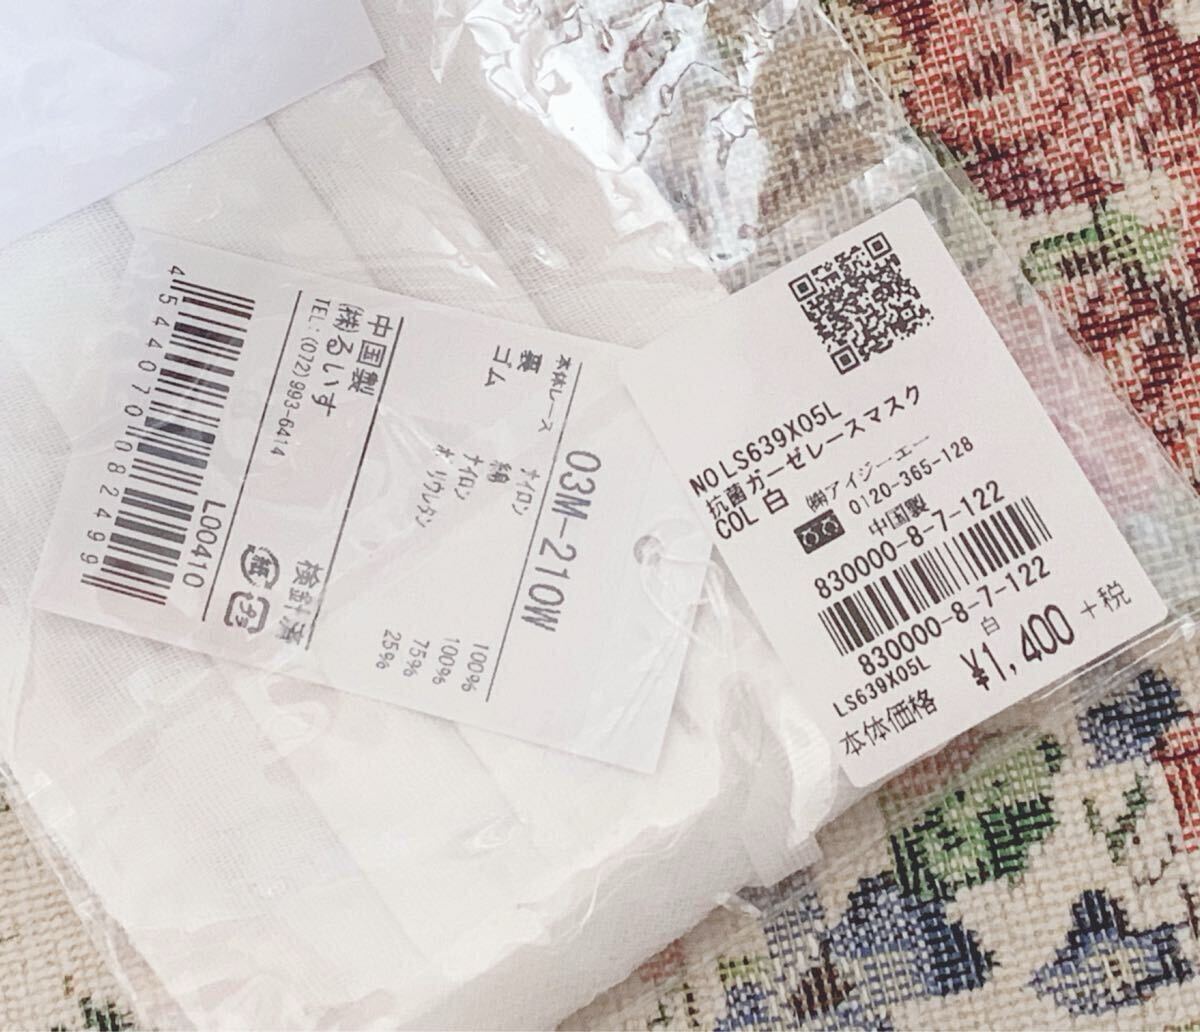 NO LS639X05L
抗菌ガーゼレースマスク
COL 白
㈱アイジーエー
0120-365-128
中国製
830000-8-7-122
830000-8-7-122
白
LS639X05L
¥1,400 +税
本体価格
03M-210W
本体レース ナイロン 100%
裏 綿 100%
ゴム ナイロン 75%
ポリウレタン 25%
検針済
中国製
(株)るいす
TEL:(072)993-6414
紙
プラ
L00410
4544070082499